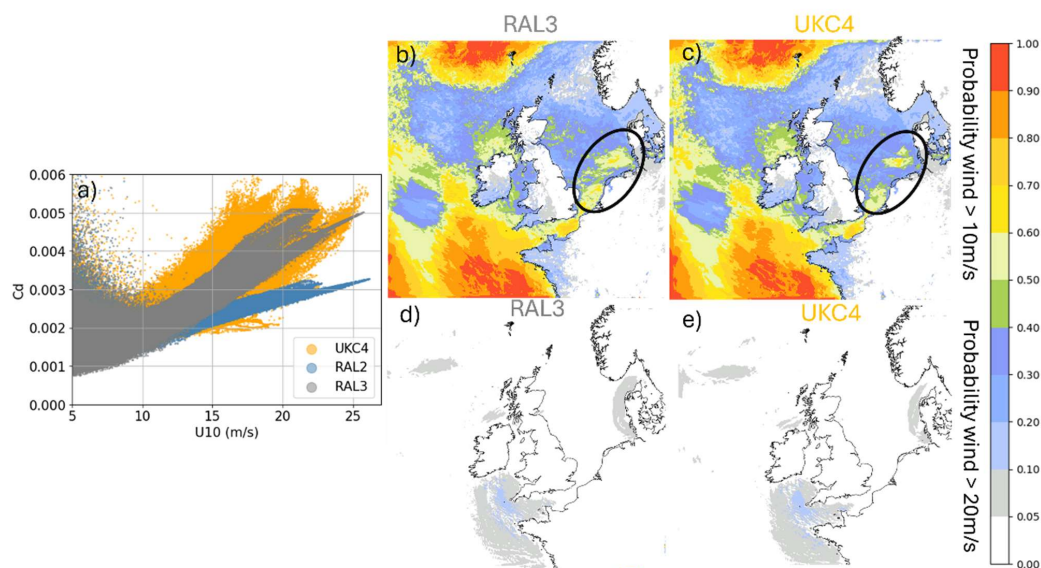 RAL3
UKC4
b)
c)
a)
0.006
0.005
0.004
0.003
0.002
0.001
0.000
Cd
5
10
15
20
25
U10 (m/s)
UKC4
RAL2
RAL3
RAL3
UKC4
d)
e)
1.00
0.90
0.80
0.70
0.60
0.50
0.40
0.30
0.20
0.10
0.05
0.00
Probability wind > 10m/s
Probability wind > 20m/s